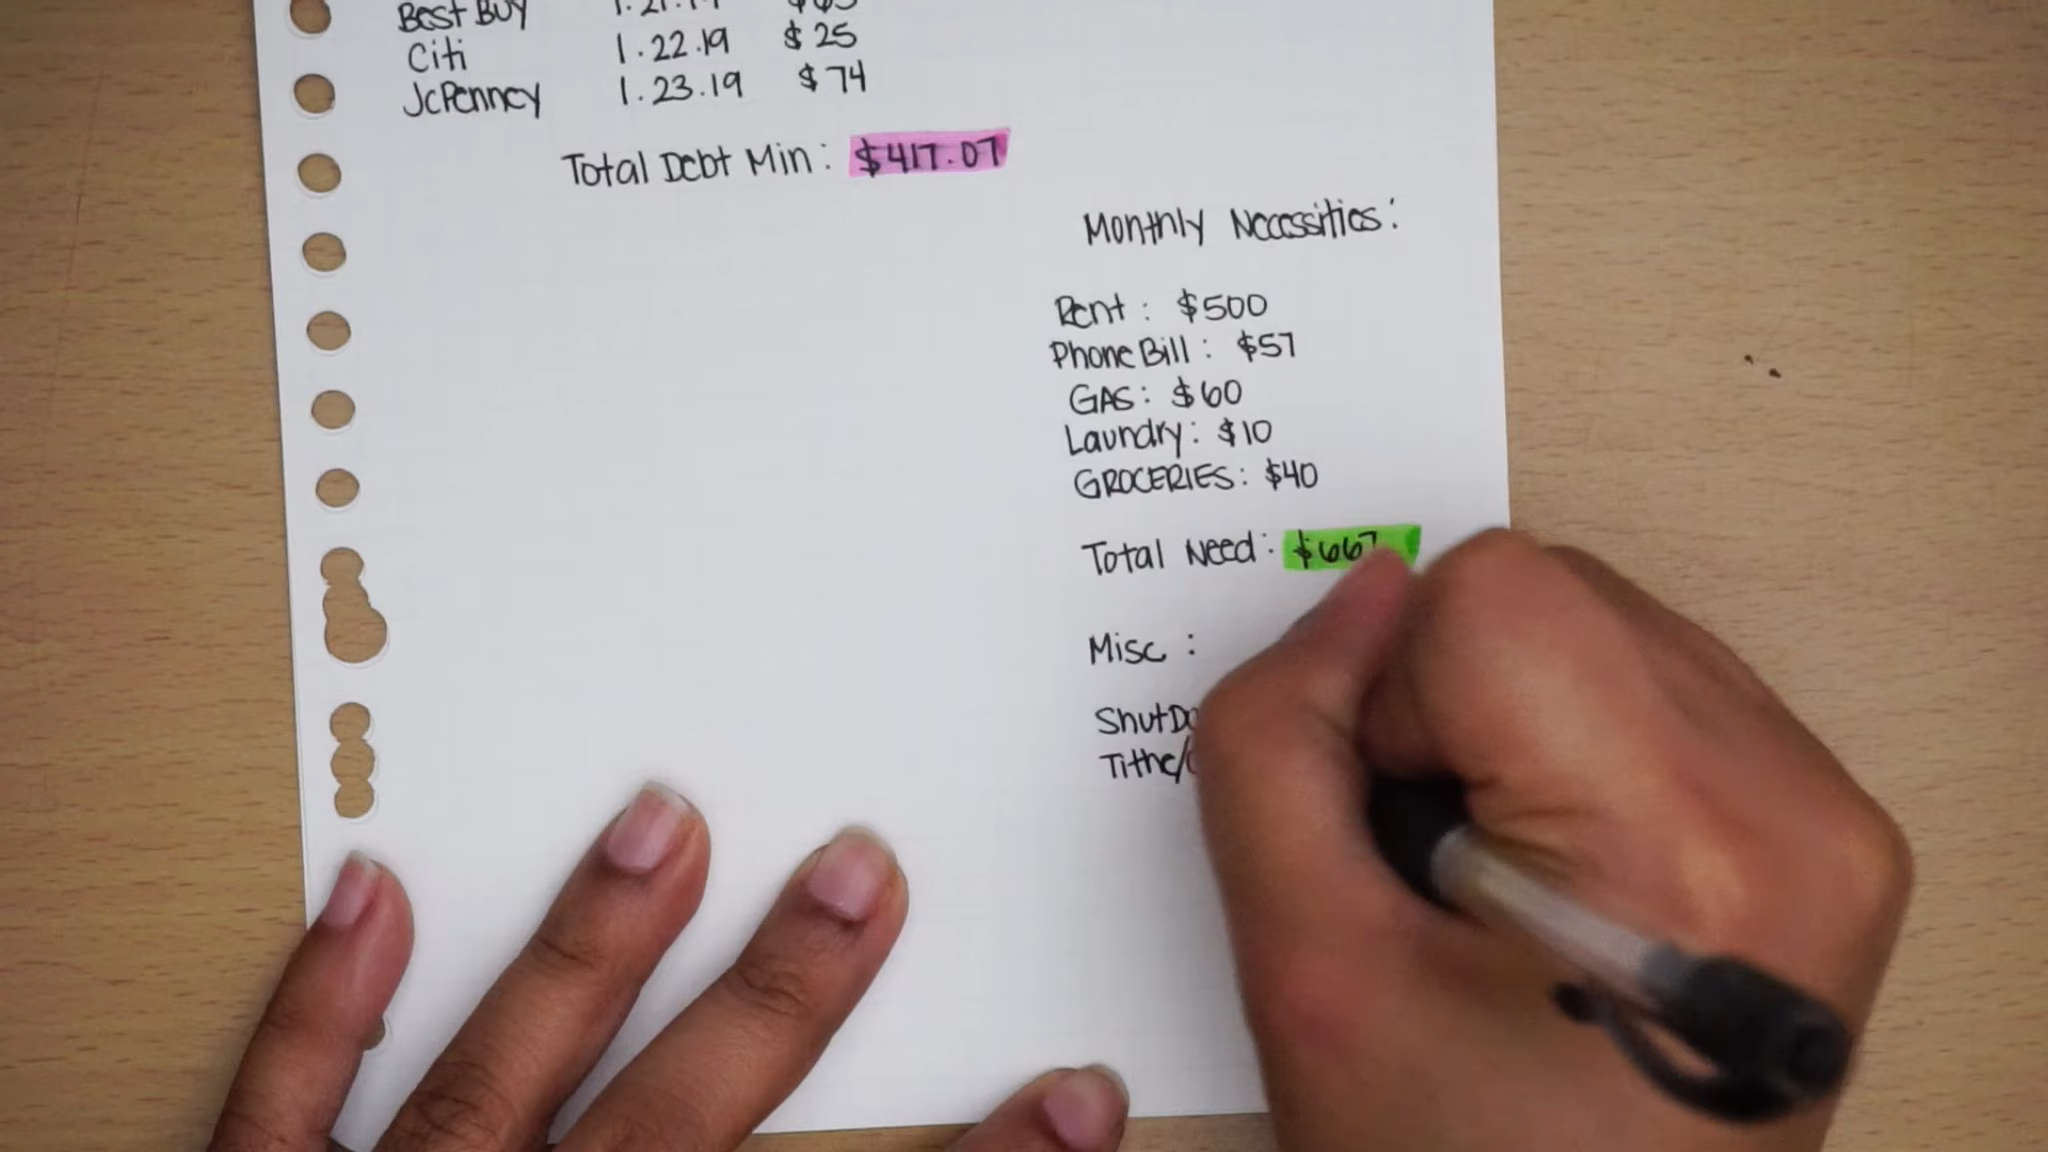 Best Buy
Citi 1.22.19 $25
JcPenney 1.23.19 $74
Total Debt Min: $417.07
Monthly Necessities:
Rent: $500
Phone Bill: $57
GAS: $60
Laundry: $10
GROCERIES: $40
Total Need: $667
Misc: